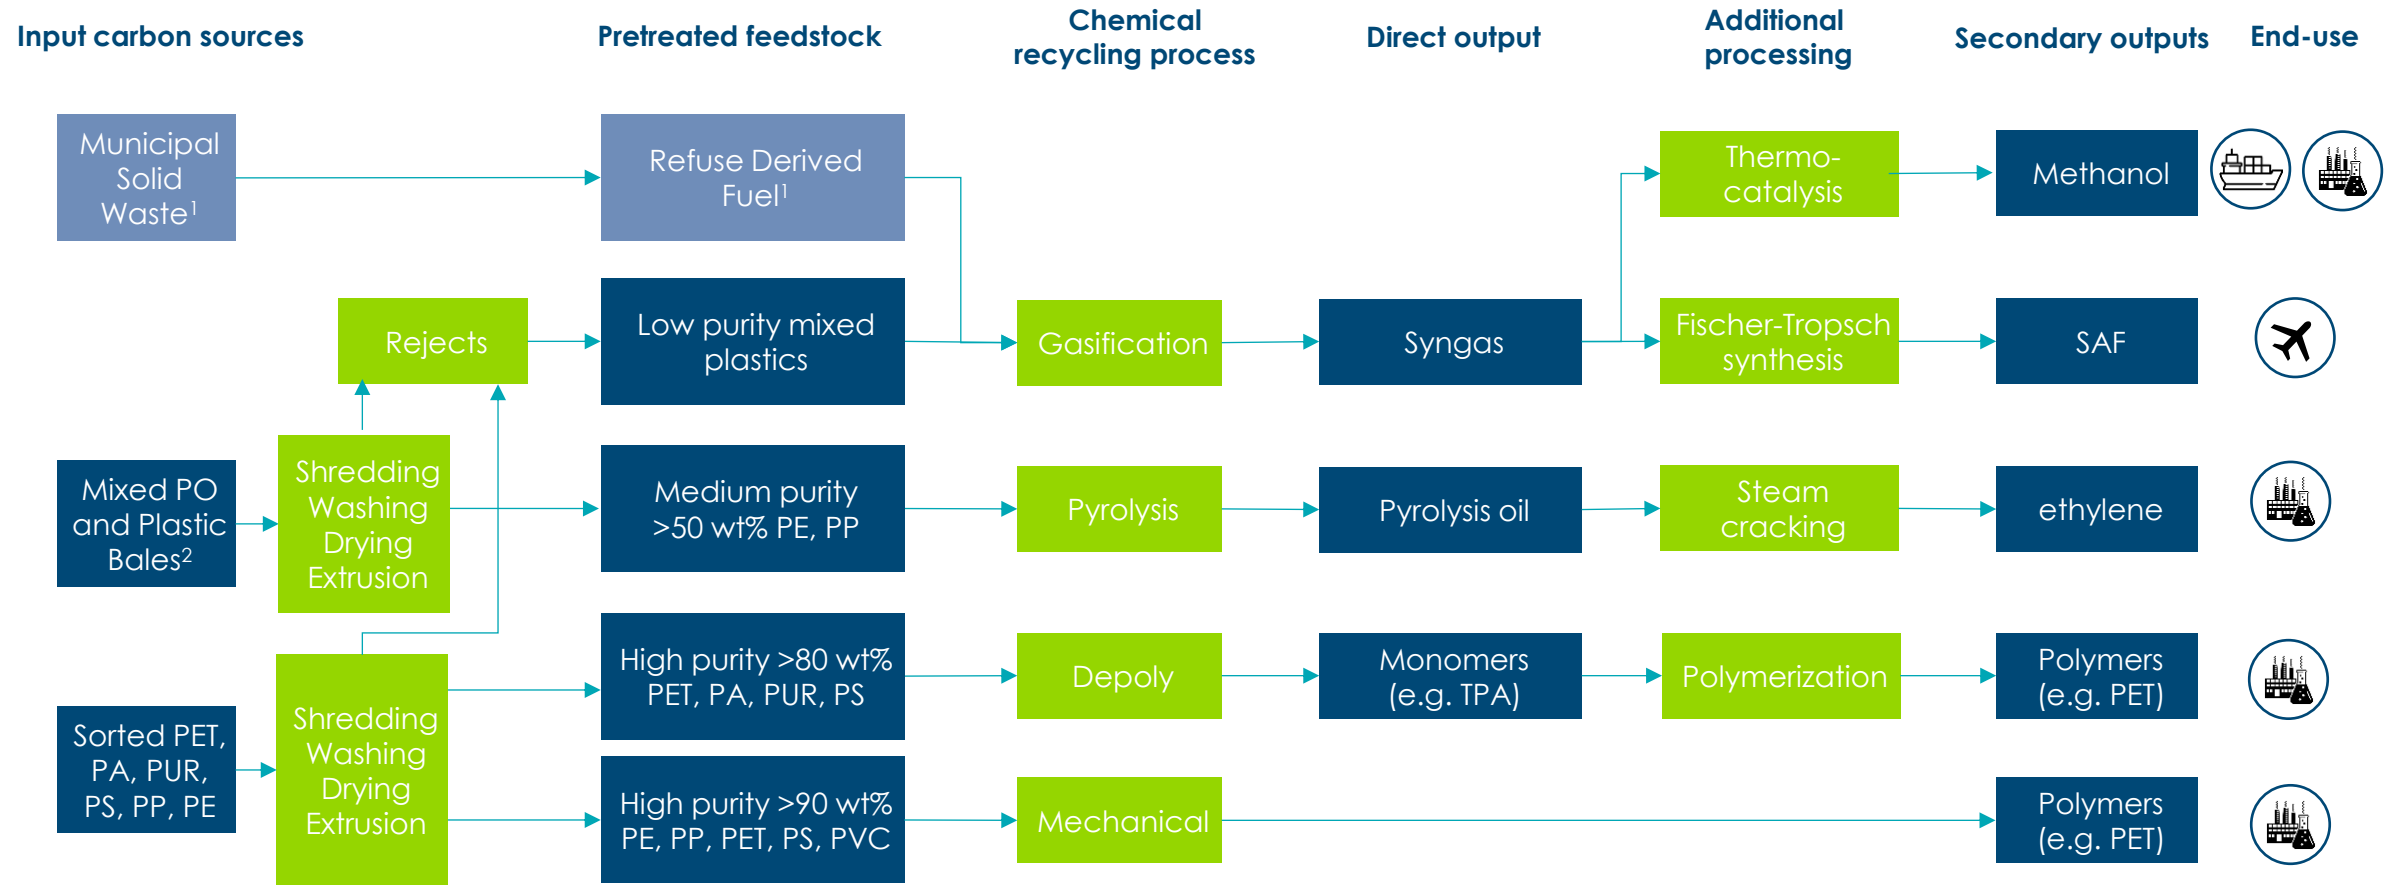 Input carbon sources
Pretreated feedstock
Chemical
recycling process
Direct output
Additional
processing
Secondary outputs
End-use
Municipal
Solid
Waste¹
Refuse Derived
Fuel¹
Thermo-
catalysis
Methanol
Rejects
Low purity mixed
plastics
Gasification
Syngas
Fischer-Tropsch
synthesis
SAF
Mixed PO
and Plastic
Bales²
Shredding
Washing
Drying
Extrusion
Medium purity
>50 wt% PE, PP
Pyrolysis
Pyrolysis oil
Steam
cracking
ethylene
Sorted PET,
PA, PUR,
PS, PP, PE
Shredding
Washing
Drying
Extrusion
High purity >80 wt%
PET, PA, PUR, PS
Depoly
Monomers
(e.g. TPA)
Polymerization
Polymers
(e.g. PET)
High purity >90 wt%
PE, PP, PET, PS, PVC
Mechanical
Polymers
(e.g. PET)